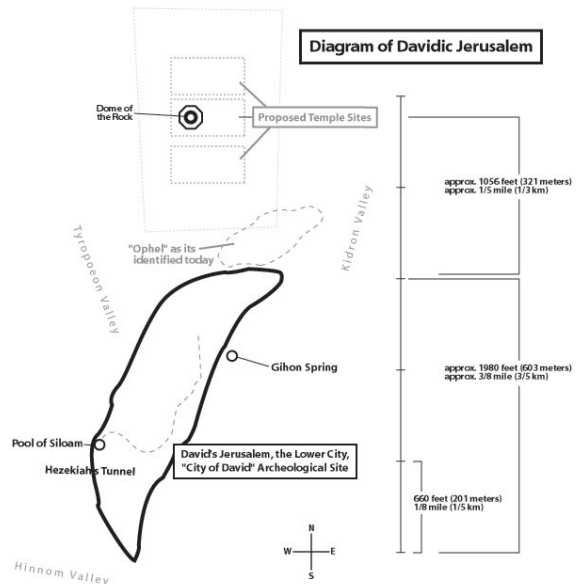 Diagram of Davidic Jerusalem
Dome of
the Rock
Proposed Temple Sites
approx. 1056 feet (321 meters)
approx. 1/5 mile (1/3 km)
Kidron Valley
Tyropoeon Valley
"Ophel" as its
identified today
Gihon Spring
approx. 1980 feet (603 meters)
approx. 3/8 mile (3/5 km)
Pool of Siloam
Hezekiah's Tunnel
David's Jerusalem, the Lower City,
"City of David" Archeological Site
660 feet (201 meters)
1/8 mile (1/5 km)
N
W E
S
Hinnom Valley